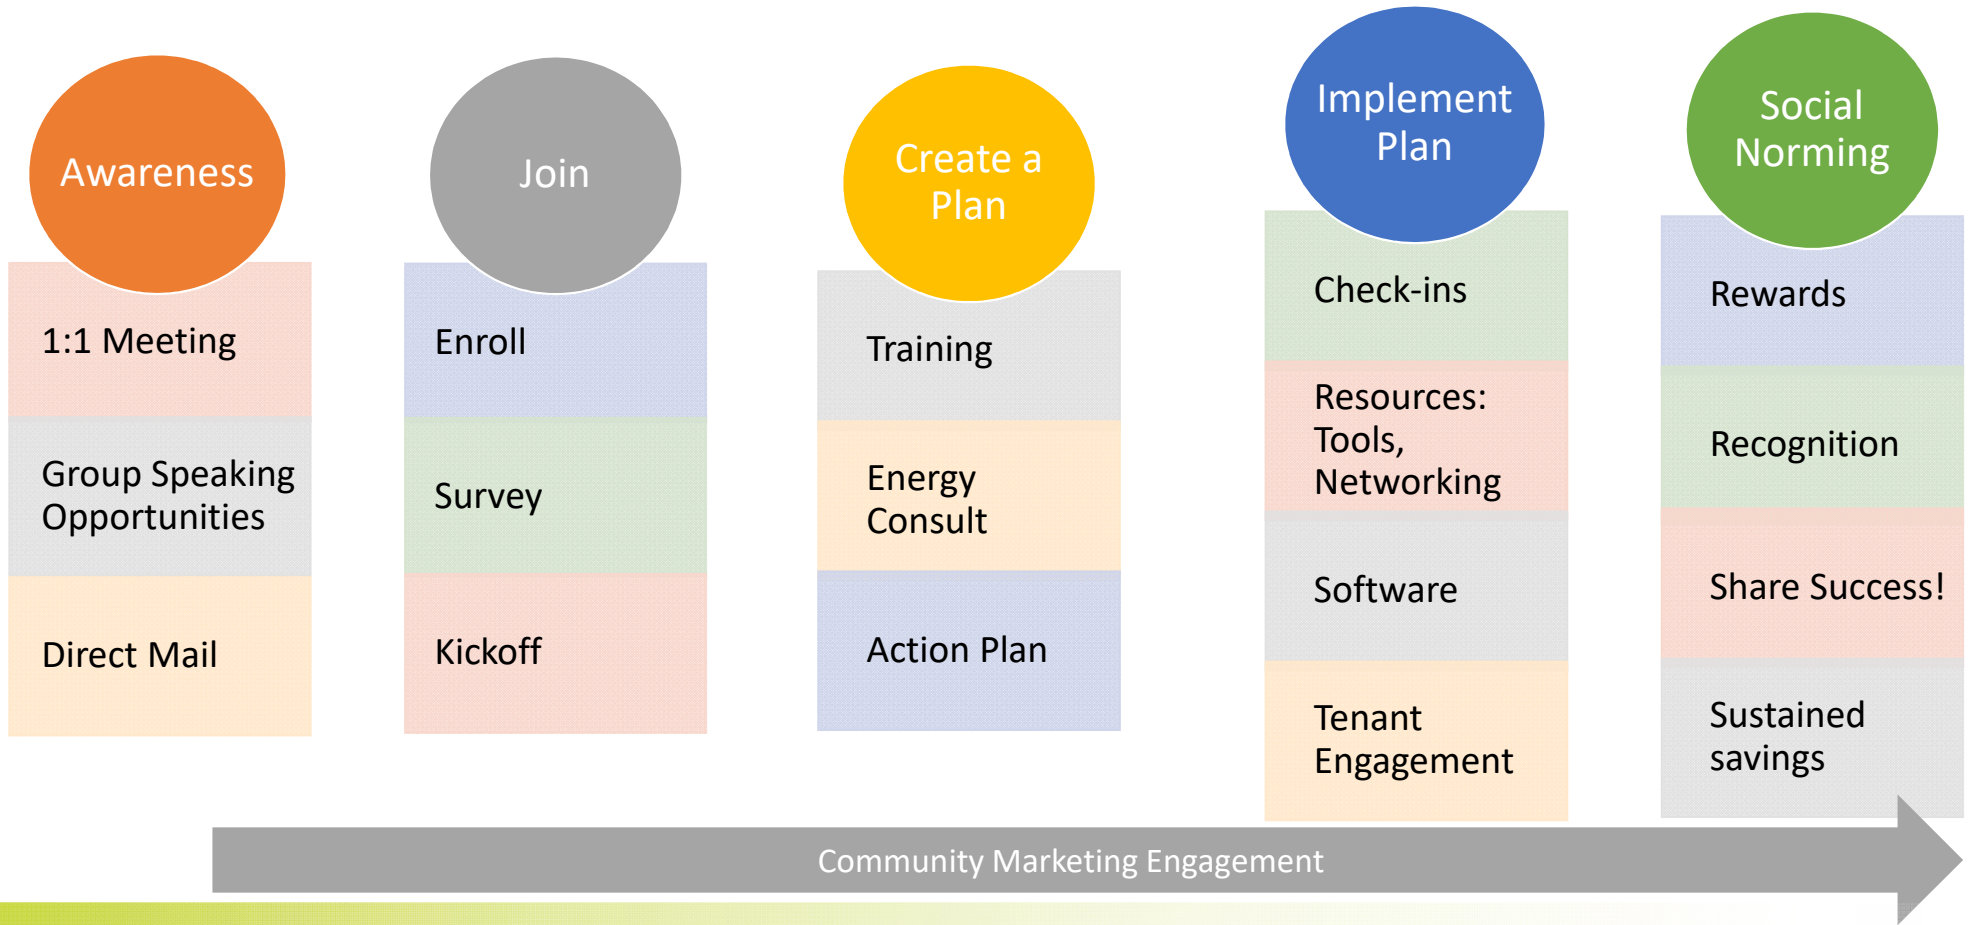 Awareness
1:1 Meeting
Group Speaking
Opportunities
Direct Mail
Join
Enroll
Survey
Kickoff
Create a
Plan
Training
Energy
Consult
Action Plan
Implement
Plan
Check-ins
Resources:
Tools,
Networking
Software
Tenant
Engagement
Social
Norming
Rewards
Recognition
Share Success!
Sustained
savings
Community Marketing Engagement